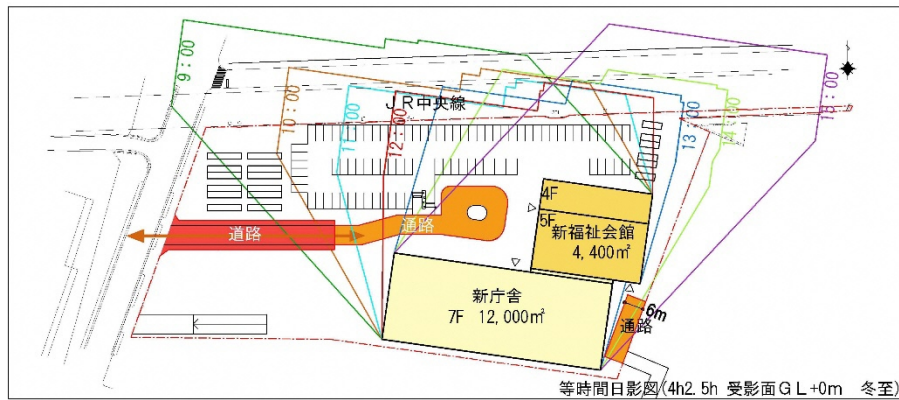 9:00
10:00
11:00
12:00
13:00
14:00
15:00
JR中央線
道路
通路
4F
5F
新福祉会館
4,400㎡
新庁舎
7F 12,000㎡
6m
通路
等時間日影図(4h2.5h 受影面GL+0m 冬至)